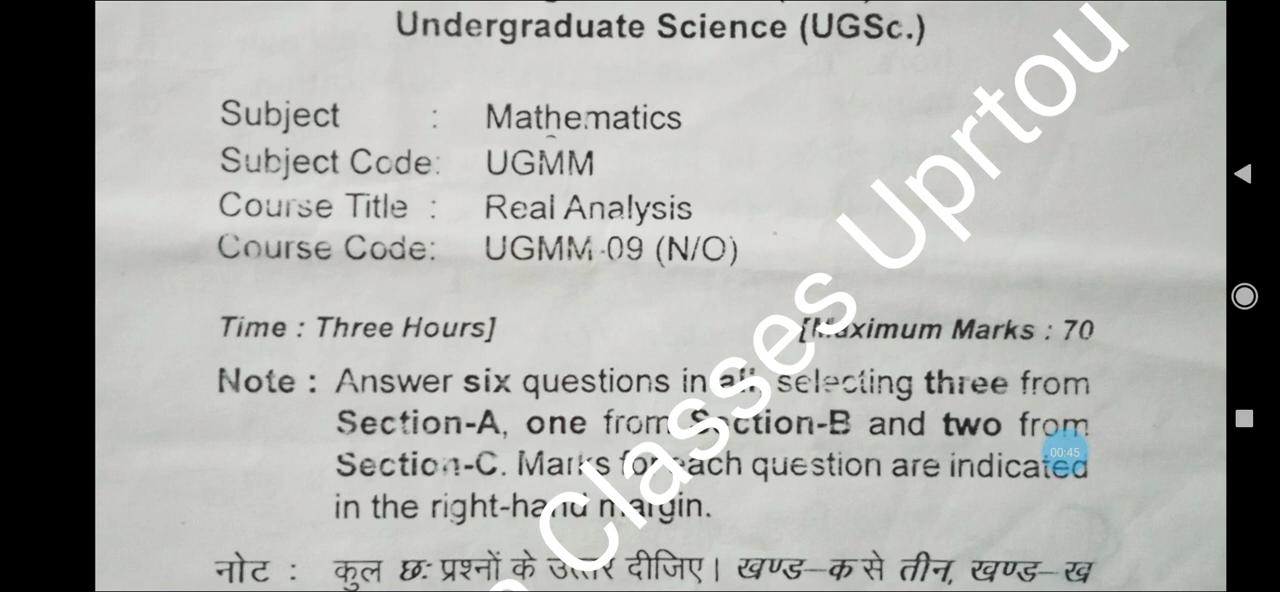 Undergraduate Science (UGSc.)
Subject : Mathematics
Subject Code: UGMM
Course Title : Real Analysis
Course Code: UGMM-09 (N/O)
Time : Three Hours] [Maximum Marks : 70
Note : Answer six questions in all, selecting three from
Section-A, one from Section-B and two from
Section-C. Marks for each question are indicated
in the right-hand margin.
नोट : कुल छः प्रश्नों के उत्तर दीजिए। खण्ड–क से तीन, खण्ड–ख
Classes Uprtou
00:45